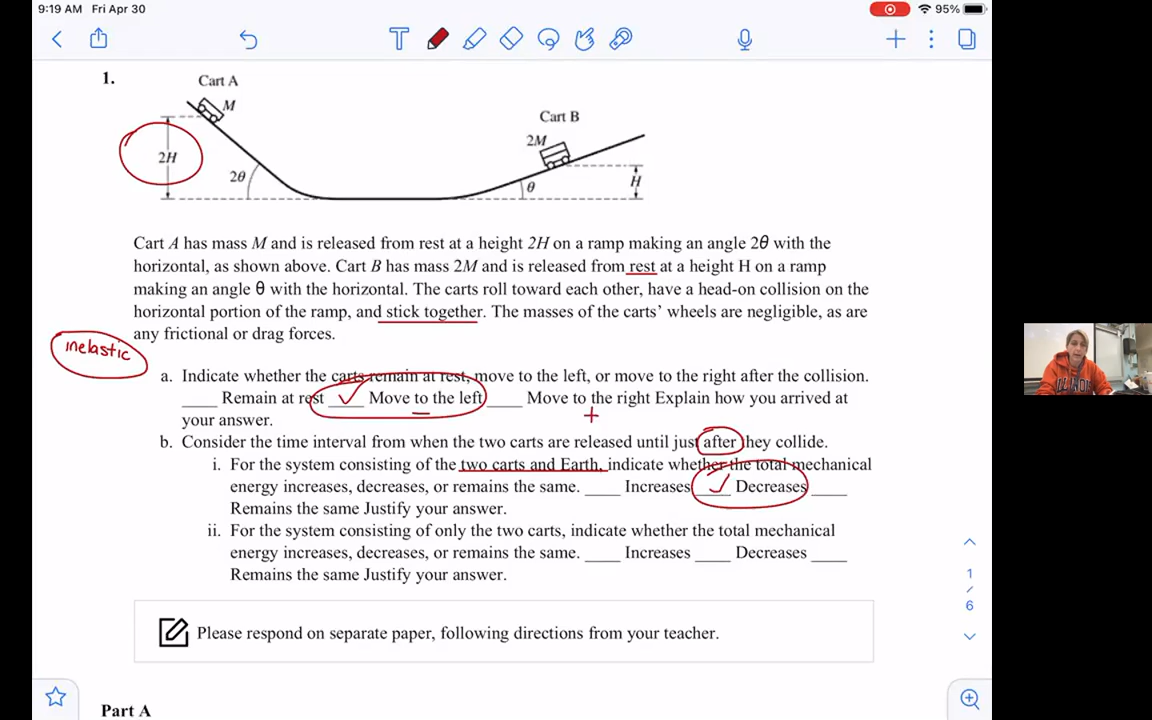 9:19 AM Fri Apr 30
95%
1.
Cart A
M
2H
2θ
Cart B
2M
θ
H
Cart A has mass M and is released from rest at a height 2H on a ramp making an angle 2θ with the
horizontal, as shown above. Cart B has mass 2M and is released from rest at a height H on a ramp
making an angle θ with the horizontal. The carts roll toward each other, have a head-on collision on the
horizontal portion of the ramp, and stick together. The masses of the carts' wheels are negligible, as are
any frictional or drag forces.
inelastic
a. Indicate whether the carts remain at rest, move to the left, or move to the right after the collision.
____ Remain at rest ____ Move to the left ____ Move to the right Explain how you arrived at
your answer.
+
b. Consider the time interval from when the two carts are released until just after they collide.
i. For the system consisting of the two carts and Earth, indicate whether the total mechanical
energy increases, decreases, or remains the same. ____ Increases ____ Decreases ____
Remains the same Justify your answer.
ii. For the system consisting of only the two carts, indicate whether the total mechanical
energy increases, decreases, or remains the same. ____ Increases ____ Decreases ____
Remains the same Justify your answer.
Please respond on separate paper, following directions from your teacher.
1
/
6
Part A
ILLINOIS